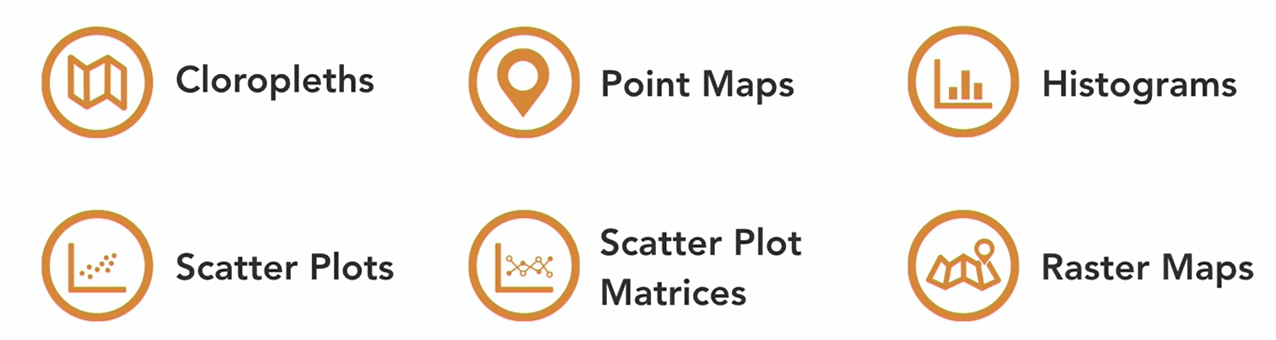 Cloropleths
Point Maps
Histograms
Scatter Plots
Scatter Plot
Matrices
Raster Maps